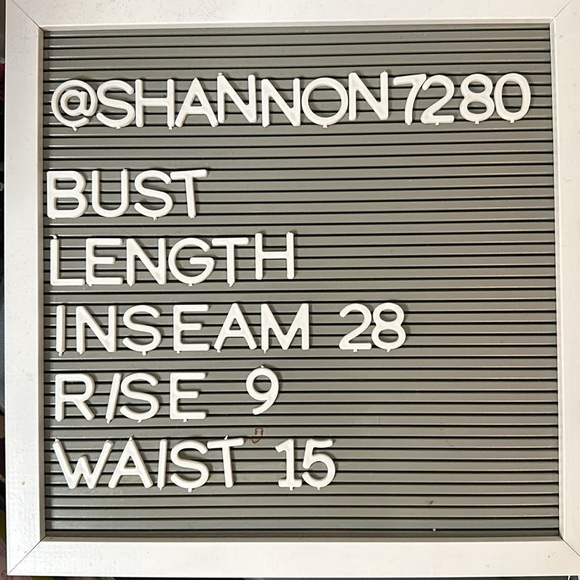 @SHANNON7280
BUST
LENGTH
INSEAM 28
RISE 9
WAIST 15